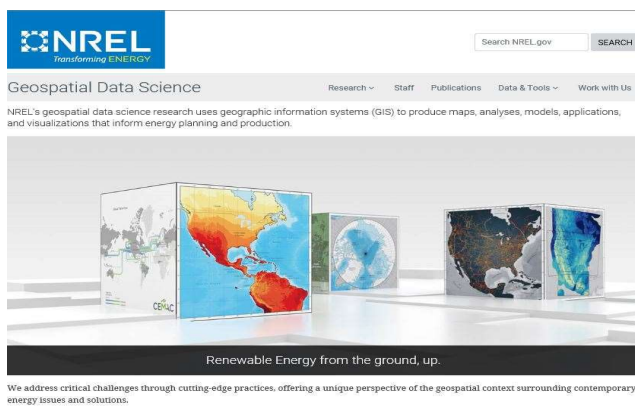 NREL
Transforming ENERGY
Search NREL.gov
SEARCH
Geospatial Data Science
Research
Staff
Publications
Data & Tools
Work with Us
NREL's geospatial data science research uses geographic information systems (GIS) to produce maps, analyses, models, applications,
and visualizations that inform energy planning and production.
CEMAC
Renewable Energy from the ground, up.
We address critical challenges through cutting-edge practices, offering a unique perspective of the geospatial context surrounding contemporary
energy issues and solutions.